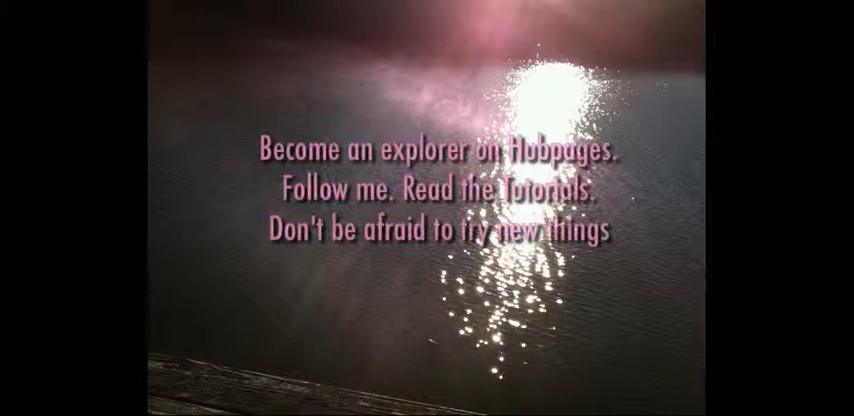 Become an explorer on Hubpages.
Follow me. Read the Tutorials.
Don't be afraid to try new things